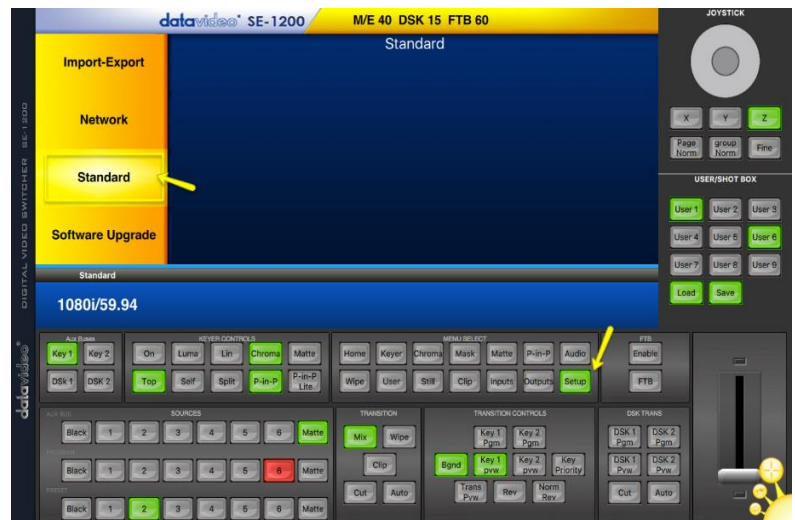 datavideo® SE-1200
M/E 40 DSK 15 FTB 60
Import-Export
Network
Standard
Software Upgrade
Standard
Standard
1080i/59.94
DIGITAL VIDEO SWITCHER SE-1200
datavideo®
JOYSTICK
X Y Z
Page Norm group Norm Fine
USER/SHOT BOX
User 1 User 2 User 3
User 4 User 5 User 6
User 7 User 8 User 9
Load Save
Aux Buses
Key 1 Key 2
DSk 1 DSK 2
KEYER CONTROLS
On Luma Lin Chroma Matte
Top Self Split P-in-P P-in-P Lite
MENU SELECT
Home Keyer Chroma Mask Matte P-in-P Audio
Wipe User Still Clip Inputs Outputs Setup
FTB
Enable
FTB
SOURCES
AUX BUS
Black 1 2 3 4 5 6 Matte
PROGRAM
Black 1 2 3 4 5 6 Matte
PRESET
Black 1 2 3 4 5 6 Matte
TRANSITION
Mix Wipe
Clip
Cut Auto
TRANSITION CONTROLS
Key 1 Pgm Key 2 Pgm
Bgnd Key 1 pvw Key 2 pvw Key Priority
Trans Pvw Rev Norm Rev
DSK TRANS
DSK 1 Pgm DSK 2 Pgm
DSK 1 Pvw DSK 2 Pvw
Cut Auto